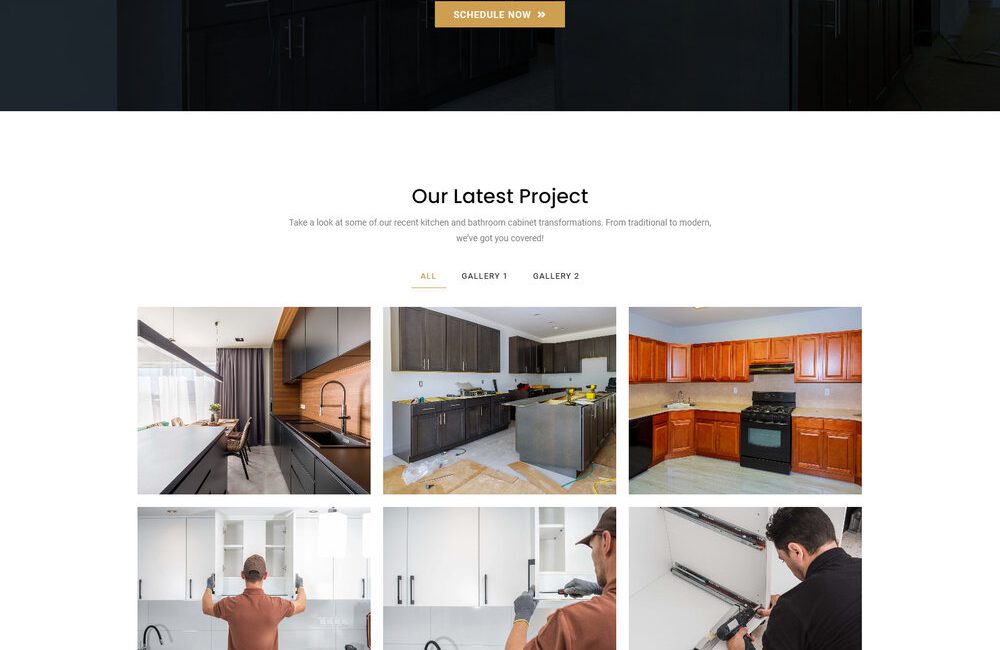 SCHEDULE NOW »
Our Latest Project
Take a look at some of our recent kitchen and bathroom cabinet transformations. From traditional to modern,
we've got you covered!
ALL
GALLERY 1
GALLERY 2